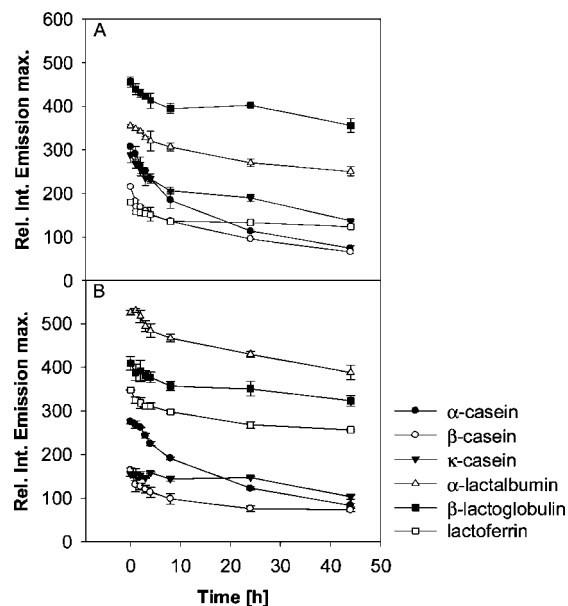 A
Rel. Int. Emission max.
600
500
400
300
200
100
0
B
Rel. Int. Emission max.
500
400
300
200
100
0
0 10 20 30 40 50
Time [h]
α-casein
β-casein
κ-casein
α-lactalbumin
β-lactoglobulin
lactoferrin